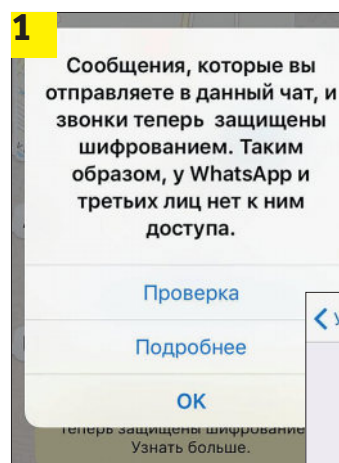 1
Сообщения, которые вы
отправляете в данный чат, и
звонки теперь защищены
шифрованием. Таким
образом, у WhatsApp и
третьих лиц нет к ним
доступа.
Проверка
Подробнее
OK
теперь защищены шифрование
Узнать больше.